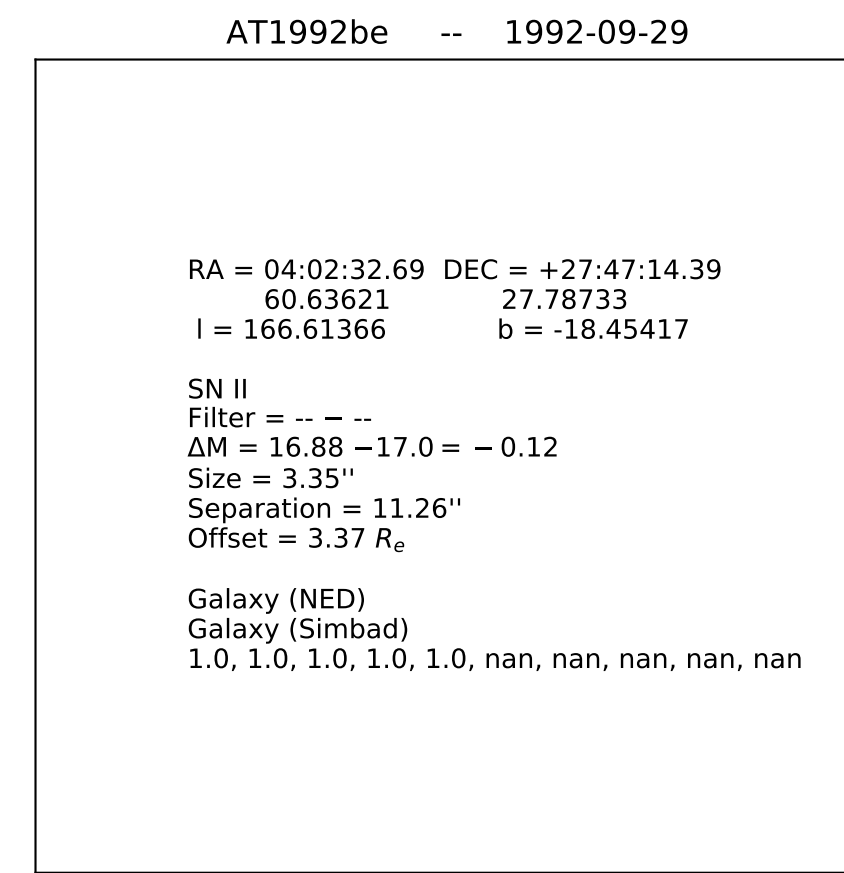 AT1992be -- 1992-09-29
RA = 04:02:32.69 DEC = +27:47:14.39
60.63621 27.78733
l = 166.61366 b = -18.45417
SN II
Filter = -- − --
ΔM = 16.88 −17.0 = −0.12
Size = 3.35''
Separation = 11.26''
Offset = 3.37 Rₑ
Galaxy (NED)
Galaxy (Simbad)
1.0, 1.0, 1.0, 1.0, 1.0, nan, nan, nan, nan, nan